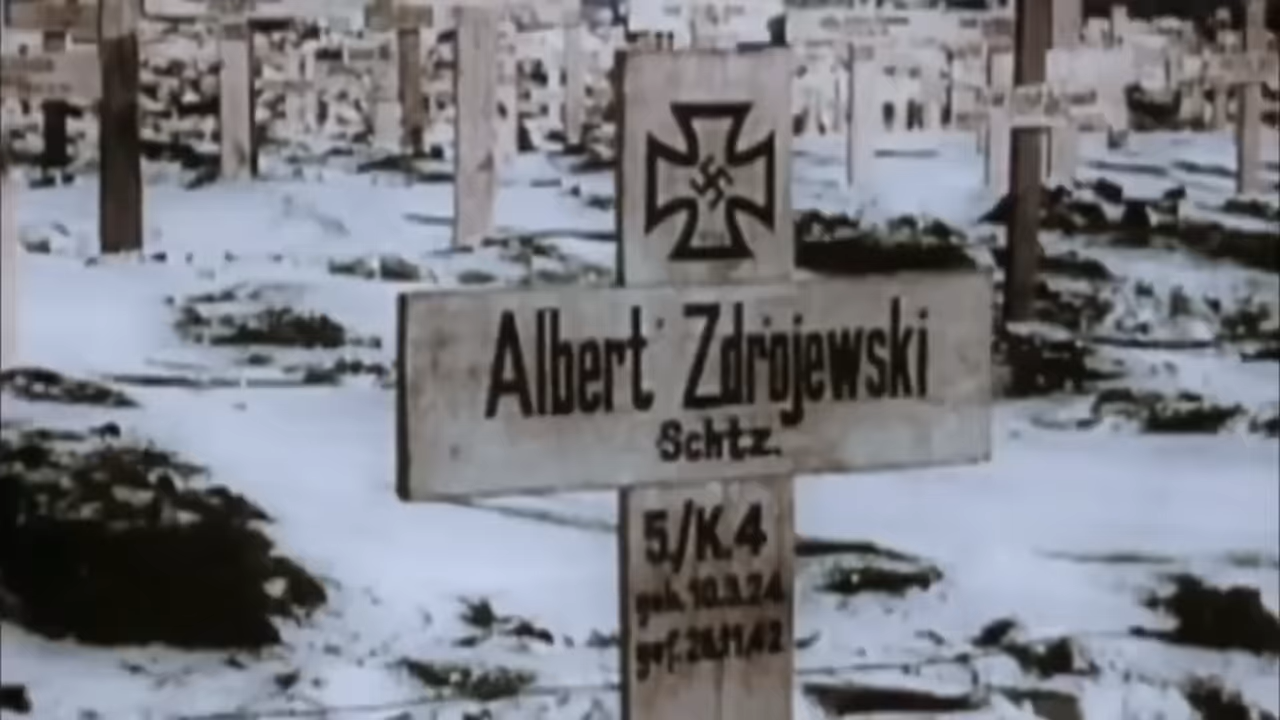 Albert Zdrojewski
Schtz.
5./K.4
geb. 10.3.24
gef. 26.11.42